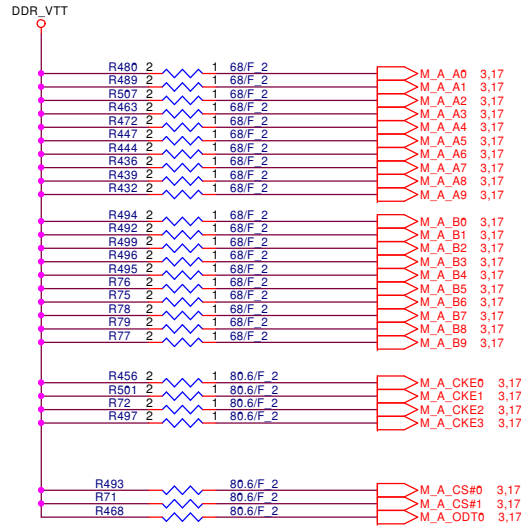 DDR_VTT
R480 2 1 68/F_2 M_A_A0 3,17
R489 2 1 68/F_2 M_A_A1 3,17
R507 2 1 68/F_2 M_A_A2 3,17
R463 2 1 68/F_2 M_A_A3 3,17
R472 2 1 68/F_2 M_A_A4 3,17
R447 2 1 68/F_2 M_A_A5 3,17
R444 2 1 68/F_2 M_A_A6 3,17
R436 2 1 68/F_2 M_A_A7 3,17
R439 2 1 68/F_2 M_A_A8 3,17
R432 2 1 68/F_2 M_A_A9 3,17
R494 2 1 68/F_2 M_A_B0 3,17
R492 2 1 68/F_2 M_A_B1 3,17
R499 2 1 68/F_2 M_A_B2 3,17
R496 2 1 68/F_2 M_A_B3 3,17
R495 2 1 68/F_2 M_A_B4 3,17
R76 2 1 68/F_2 M_A_B5 3,17
R75 2 1 68/F_2 M_A_B6 3,17
R78 2 1 68/F_2 M_A_B7 3,17
R79 2 1 68/F_2 M_A_B8 3,17
R77 2 1 68/F_2 M_A_B9 3,17
R456 2 1 80.6/F_2 M_A_CKE0 3,17
R501 2 1 80.6/F_2 M_A_CKE1 3,17
R72 2 1 80.6/F_2 M_A_CKE2 3,17
R497 2 1 80.6/F_2 M_A_CKE3 3,17
R493 80.6/F_2 M_A_CS#0 3,17
R71 80.6/F_2 M_A_CS#1 3,17
R468 80.6/F_2 M_A_ODT0 3,17